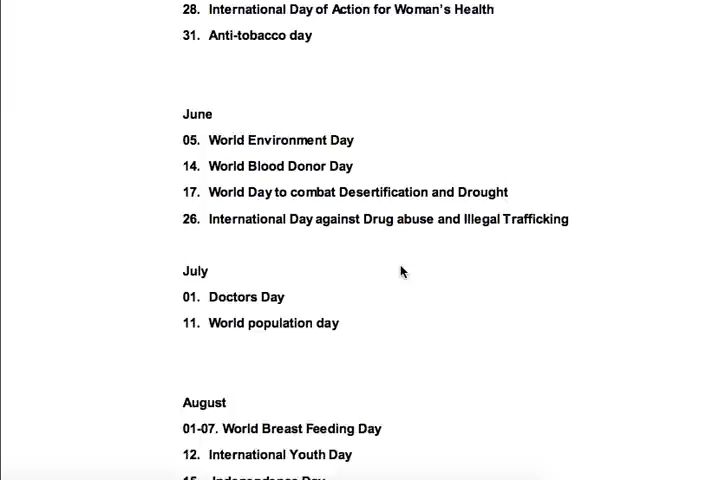 28. International Day of Action for Woman's Health
31. Anti-tobacco day
June
05. World Environment Day
14. World Blood Donor Day
17. World Day to combat Desertification and Drought
26. International Day against Drug abuse and Illegal Trafficking
July
01. Doctors Day
11. World population day
August
01-07. World Breast Feeding Day
12. International Youth Day
15. Independence Day